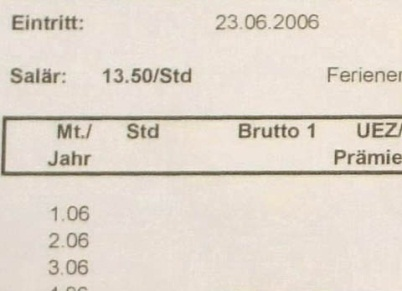 Eintritt: 23.06.2006
Salär: 13.50/Std
Mt./ Std Brutto 1 UEZ/
Jahr Prämie
1.06
2.06
3.06